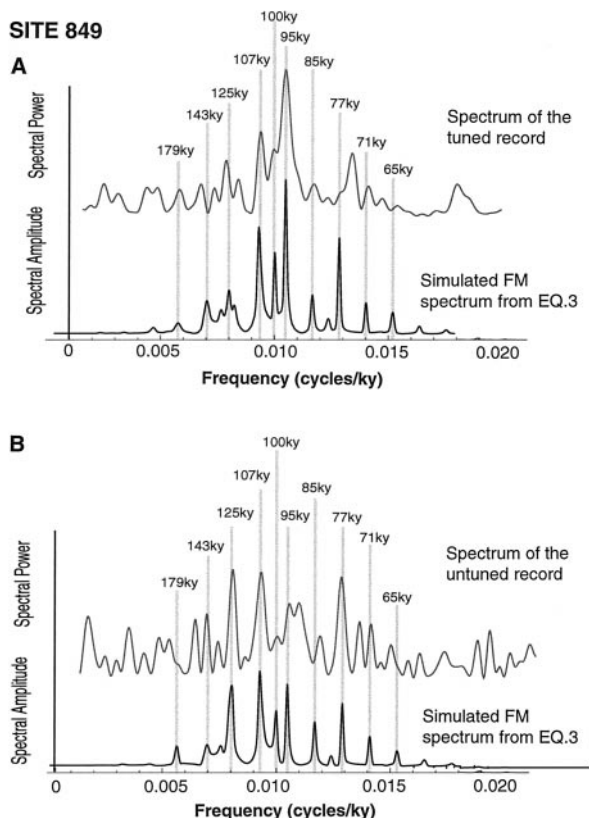 SITE 849
A
100ky
95ky
107ky
85ky
125ky
77ky
143ky
71ky
179ky
65ky
Spectral Power
Spectrum of the
tuned record
Spectral Amplitude
Simulated FM
spectrum from EQ.3
0 0.005 0.010 0.015 0.020
Frequency (cycles/ky)
B
100ky
107ky
85ky
125ky
95ky
77ky
143ky
71ky
179ky
65ky
Spectral Power
Spectrum of the
untuned record
Spectral Amplitude
Simulated FM
spectrum from EQ.3
0 0.005 0.010 0.015 0.020
Frequency (cycles/ky)